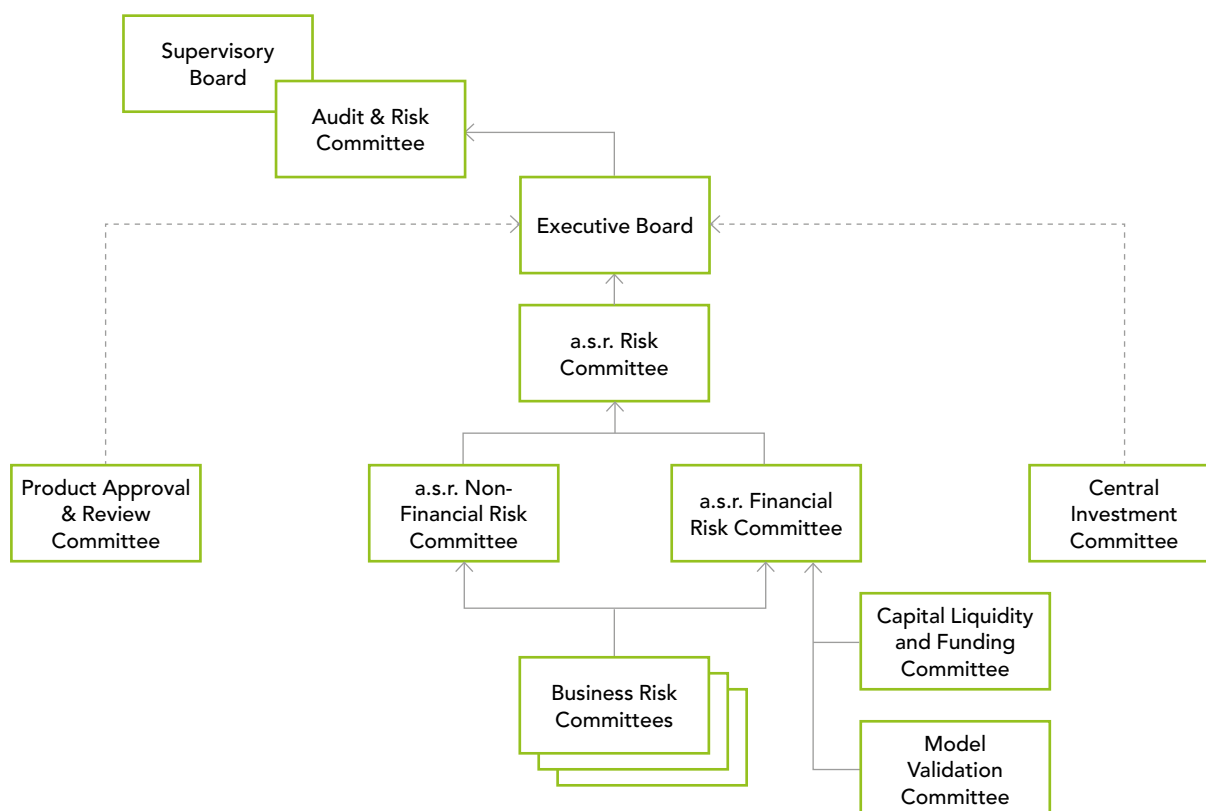 Supervisory
Board
Audit & Risk
Committee
Executive Board
a.s.r. Risk
Committee
Product Approval
& Review
Committee
a.s.r. Non-
Financial Risk
Committee
a.s.r. Financial
Risk Committee
Central
Investment
Committee
Capital Liquidity
and Funding
Committee
Business Risk
Committees
Model
Validation
Committee